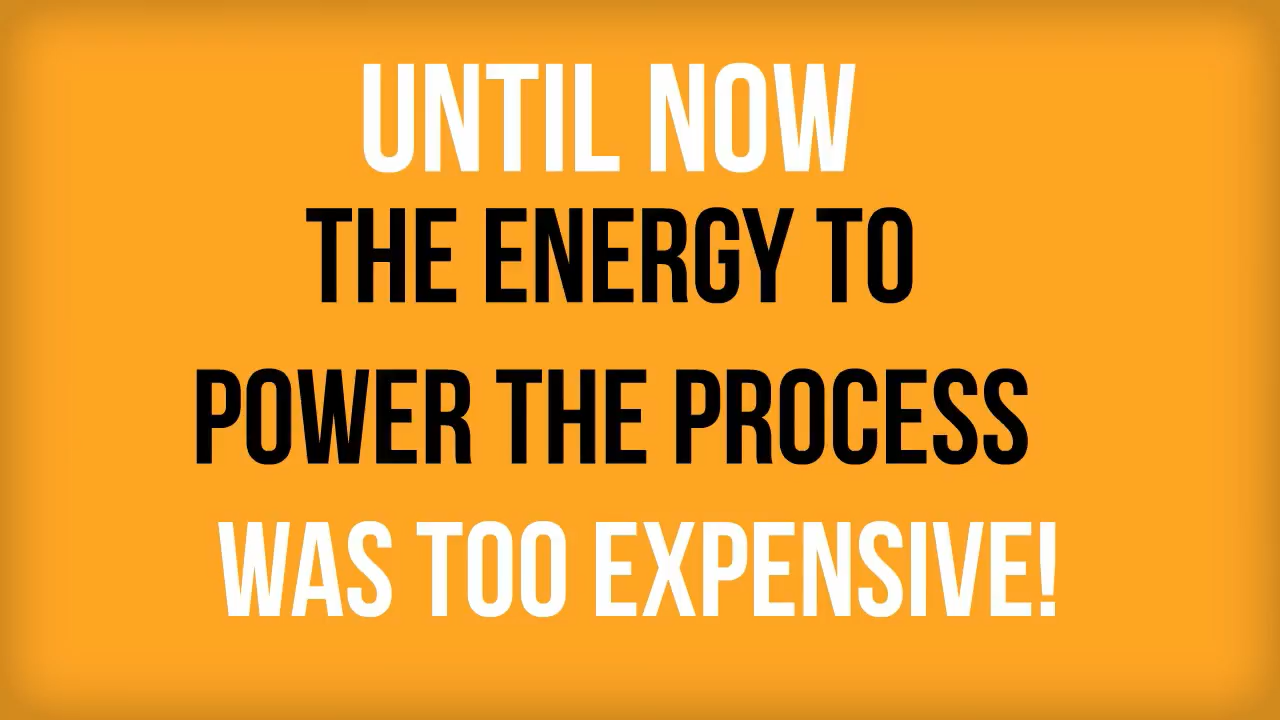 UNTIL NOW
THE ENERGY TO
POWER THE PROCESS
WAS TOO EXPENSIVE!